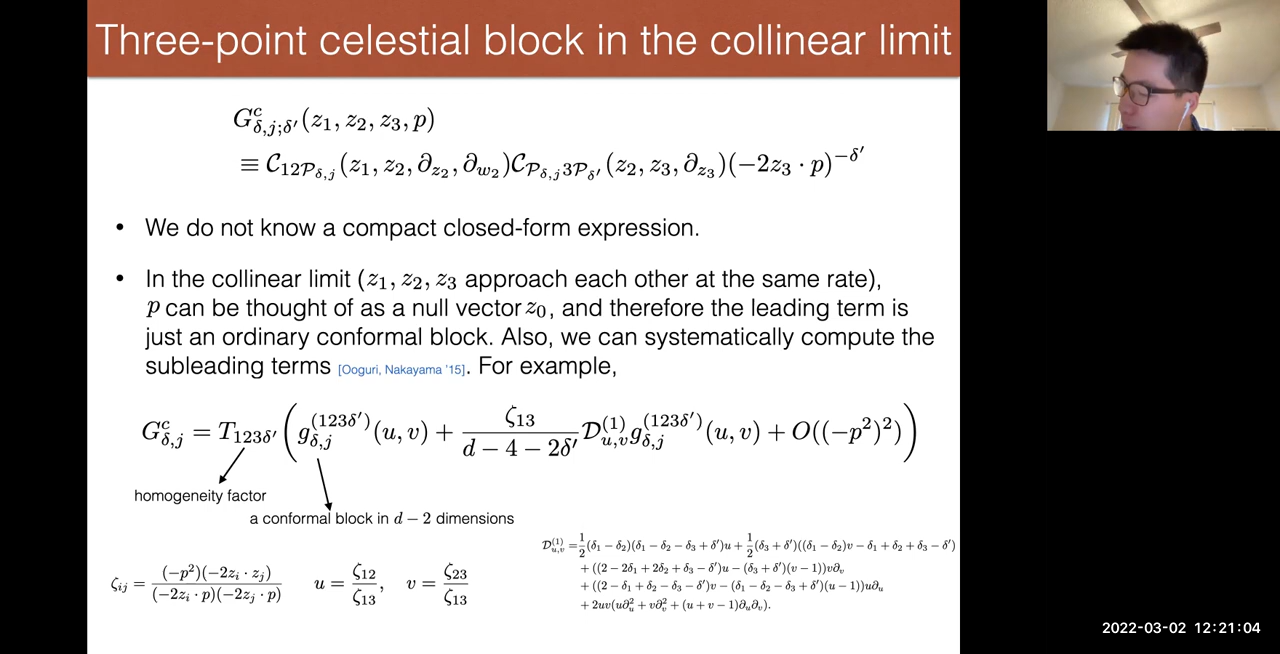 Three-point celestial block in the collinear limit
G^c_{δ,j;δ'}(z_1, z_2, z_3, p)
≡ C_{12P_{δ,j}}(z_1, z_2, ∂_{z_2}, ∂_{w_2})C_{P_{δ,j}3P_{δ'}}(z_2, z_3, ∂_{z_3})(−2z_3 · p)^{−δ'}
• We do not know a compact closed-form expression.
• In the collinear limit (z_1, z_2, z_3 approach each other at the same rate),
p can be thought of as a null vector z_0, and therefore the leading term is
just an ordinary conformal block. Also, we can systematically compute the
subleading terms [Ooguri, Nakayama '15]. For example,
G^c_{δ,j} = T_{123δ'}(g^{(123δ')}_{δ,j}(u, v) + \frac{ζ_{13}}{d − 4 − 2δ'} D^{(1)}_{u,v} g^{(123δ')}_{δ,j}(u, v) + O((−p^2)^2))
homogeneity factor
a conformal block in d − 2 dimensions
ζ_{ij} = \frac{(−p^2)(−2z_i · z_j)}{(−2z_i · p)(−2z_j · p)} u = \frac{ζ_{12}}{ζ_{13}}, v = \frac{ζ_{23}}{ζ_{13}}
D^{(1)}_{u,v} = \frac{1}{2}(δ_1 − δ_2)(δ_1 − δ_2 − δ_3 + δ')u + \frac{1}{2}(δ_3 + δ')((δ_1 − δ_2)v − δ_1 + δ_2 + δ_3 − δ')
+ ((2 − 2δ_1 + 2δ_2 + δ_3 − δ')u − (δ_3 + δ')(v − 1))v∂_v
+ ((2 − δ_1 + δ_2 − δ_3 − δ')v − (δ_1 − δ_2 − δ_3 + δ')(u − 1))u∂_u
+ 2uv(u∂_u^2 + v∂_v^2 + (u + v − 1)∂_u∂_v).
2022-03-02 12:21:04